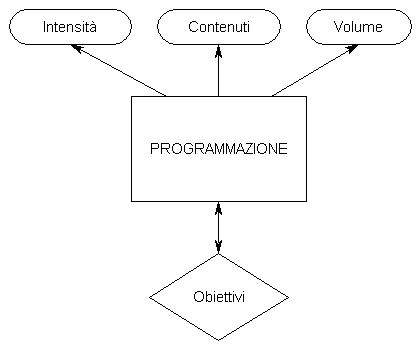 Intensità
Contenuti
Volume
PROGRAMMAZIONE
Obiettivi